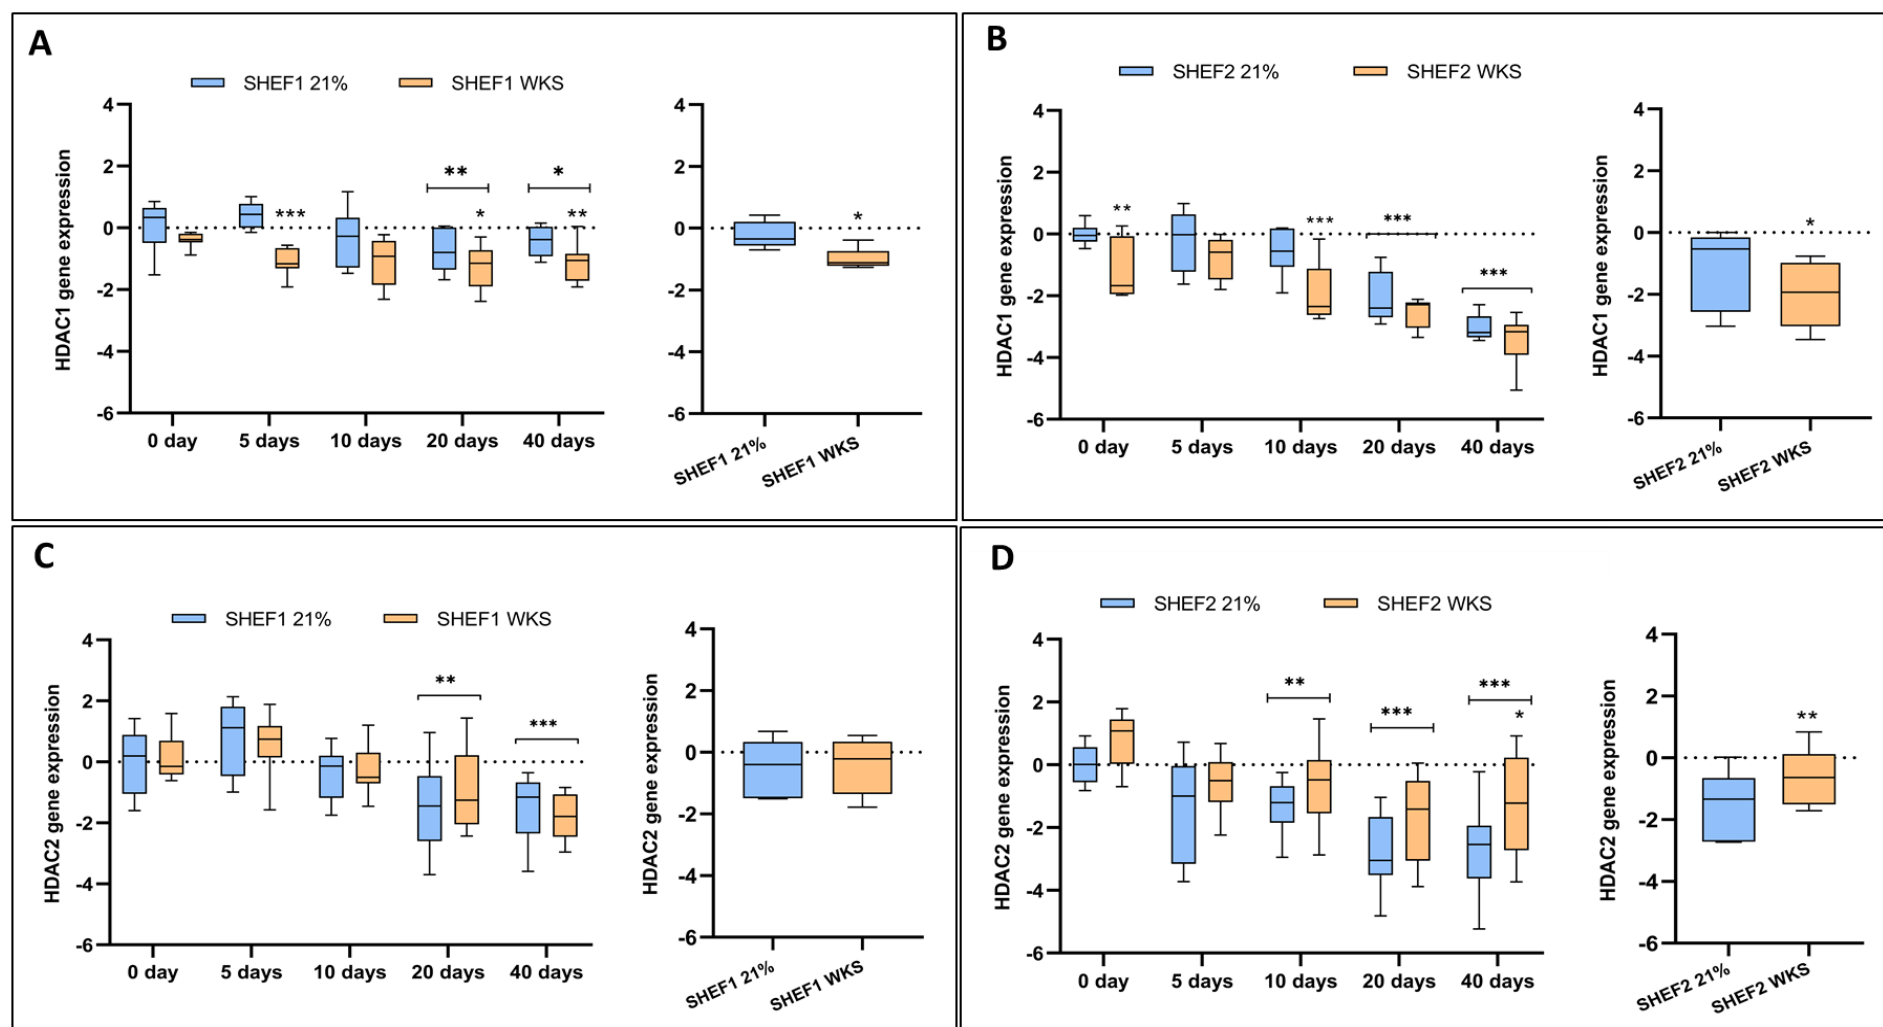 A
SHEF1 21% SHEF1 WKS
HDAC1 gene expression
4
2
0
-2
-4
-6
*** ** * * **
0 day 5 days 10 days 20 days 40 days
4
2
0
-2
-4
-6
*
SHEF1 21% SHEF1 WKS
B
SHEF2 21% SHEF2 WKS
HDAC1 gene expression
4
2
0
-2
-4
-6
** *** *** ***
0 day 5 days 10 days 20 days 40 days
HDAC1 gene expression
4
2
0
-2
-4
-6
*
SHEF2 21% SHEF2 WKS
C
SHEF1 21% SHEF1 WKS
HDAC2 gene expression
4
2
0
-2
-4
-6
** ***
0 day 5 days 10 days 20 days 40 days
HDAC2 gene expression
4
2
0
-2
-4
-6
SHEF1 21% SHEF1 WKS
D
SHEF2 21% SHEF2 WKS
HDAC2 gene expression
4
2
0
-2
-4
-6
** *** *** *
0 day 5 days 10 days 20 days 40 days
HDAC2 gene expression
4
2
0
-2
-4
-6
**
SHEF2 21% SHEF2 WKS